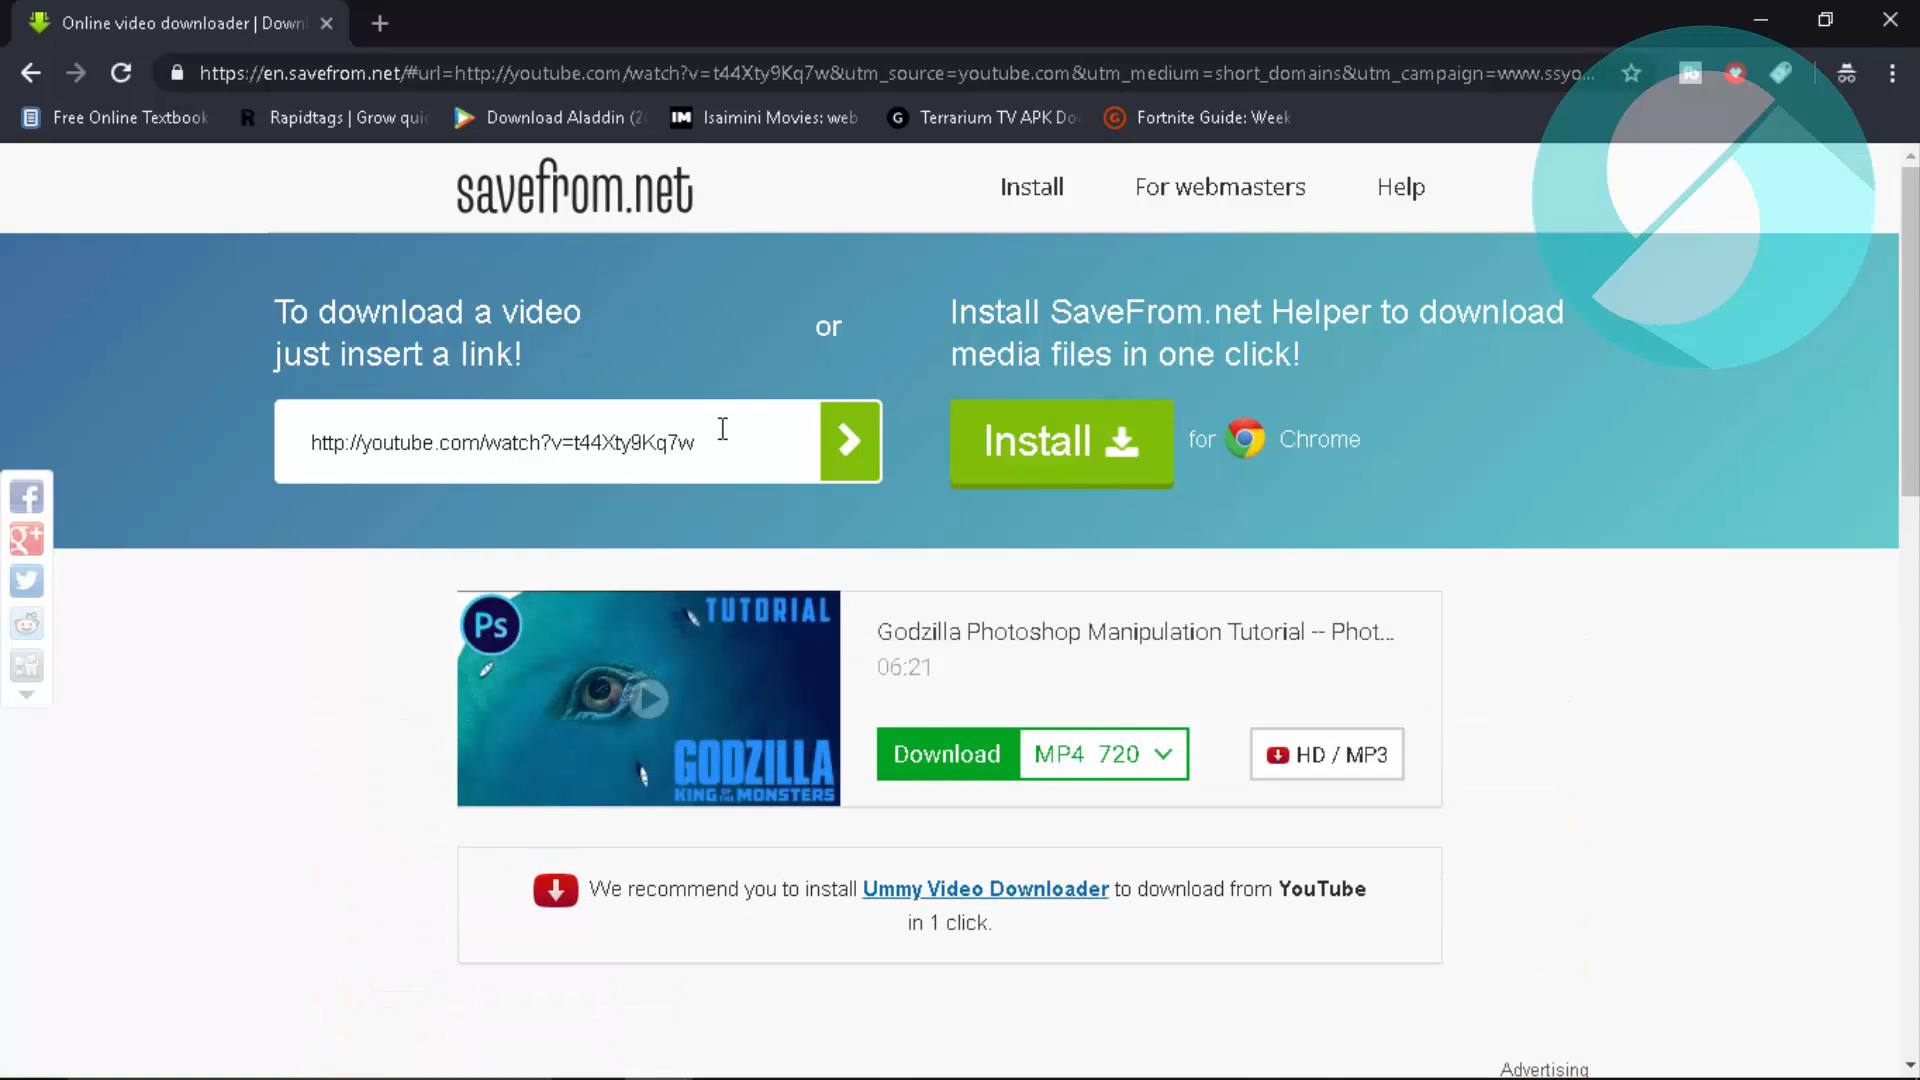 Online video downloader | Downl
https://en.savefrom.net/#url=http://youtube.com/watch?v=t44Xty9Kq7w&utm_source=youtube.com&utm_medium=short_domains&utm_campaign=www.ssyo...
Free Online Textbook
R Rapidtags | Grow quic
Download Aladdin (2
IM Isaimini Movies: web
G Terrarium TV APK Do
G Fortnite Guide: Week
savefrom.net
Install
For webmasters
Help
To download a video
just insert a link!
or
Install SaveFrom.net Helper to download
media files in one click!
http://youtube.com/watch?v=t44Xty9Kq7w
Install
for
Chrome
f
g+
Ps
TUTORIAL
GODZILLA
KING OF THE MONSTERS
Godzilla Photoshop Manipulation Tutorial -- Phot...
06:21
Download
MP4 720
HD / MP3
We recommend you to install Ummy Video Downloader to download from YouTube
in 1 click.
Advertising